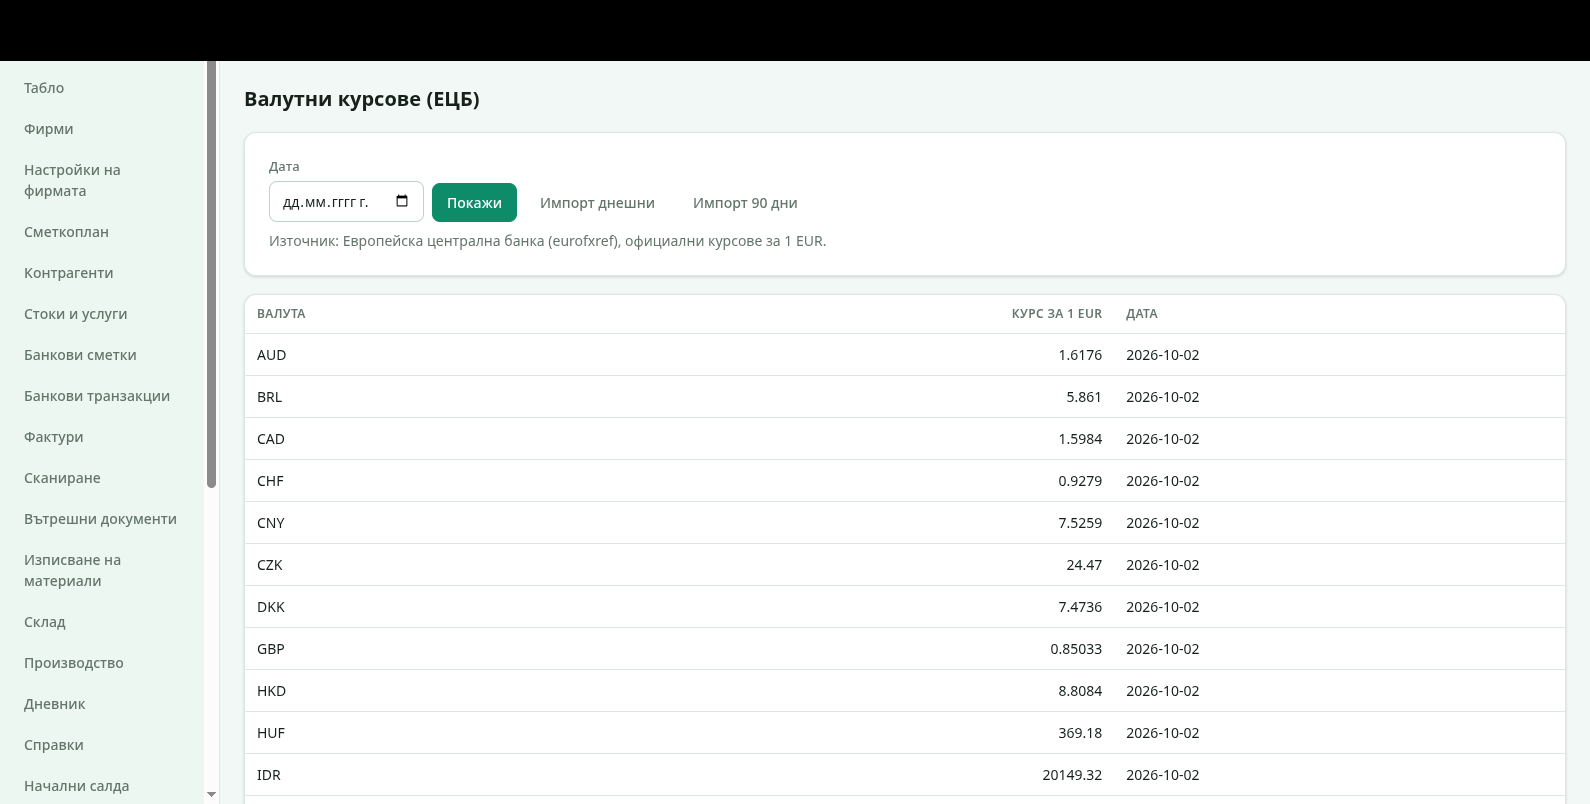 Табло
Фирми
Настройки на
фирмата
Сметкоплан
Контрагенти
Стоки и услуги
Банкови сметки
Банкови транзакции
Фактури
Сканиране
Вътрешни документи
Изписване на
материали
Склад
Производство
Дневник
Справки
Начални салда
Валутни курсове (ЕЦБ)
Дата
дд.мм.гггг г. Покажи Импорт днешни Импорт 90 дни
Източник: Европейска централна банка (eurofxref), официални курсове за 1 EUR.
ВАЛУТА КУРС ЗА 1 EUR ДАТА
AUD 1.6176 2026-10-02
BRL 5.861 2026-10-02
CAD 1.5984 2026-10-02
CHF 0.9279 2026-10-02
CNY 7.5259 2026-10-02
CZK 24.47 2026-10-02
DKK 7.4736 2026-10-02
GBP 0.85033 2026-10-02
HKD 8.8084 2026-10-02
HUF 369.18 2026-10-02
IDR 20149.32 2026-10-02